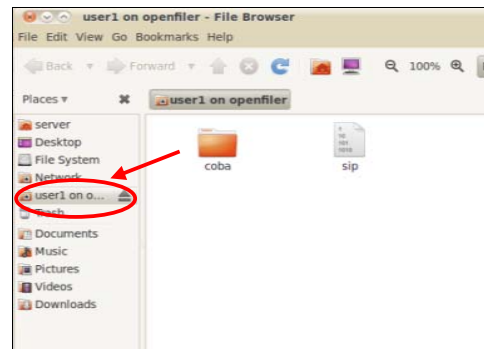 user1 on openfiler - File Browser
File Edit View Go Bookmarks Help
Back Forward 100%
Places user1 on openfiler
server
Desktop
File System
Network
user1 on o...
Trash
Documents
Music
Pictures
Videos
Downloads
coba
sip